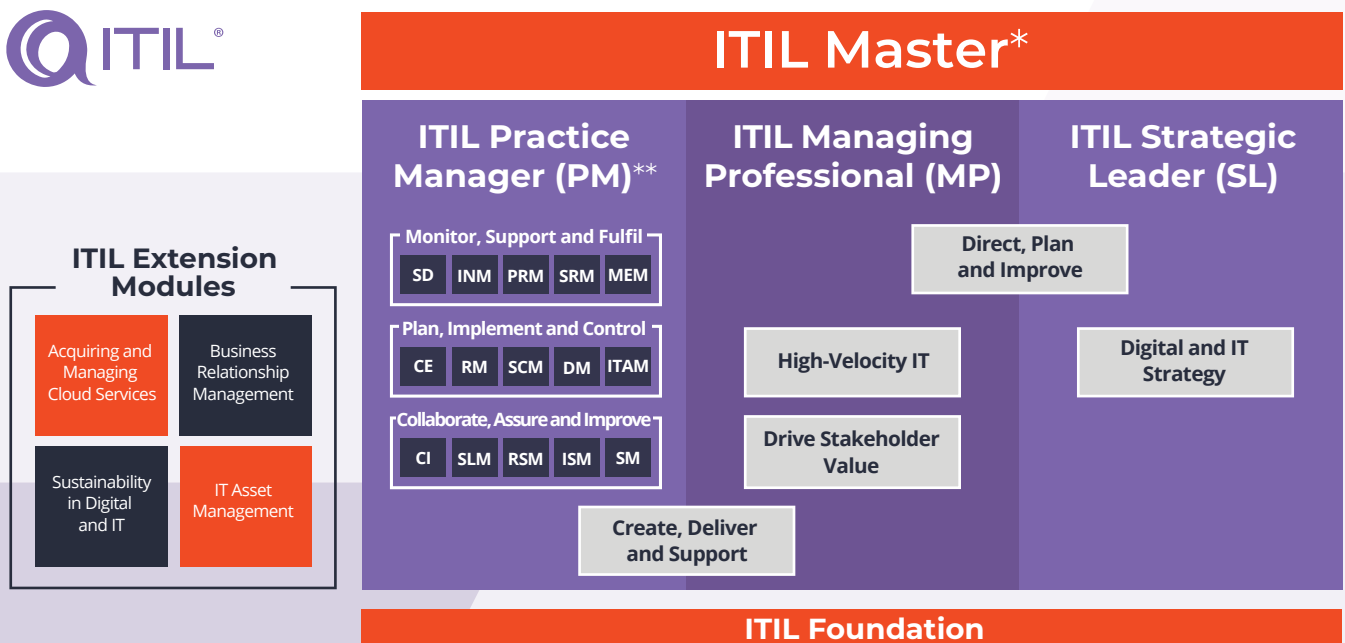 ITIL®
ITIL Master*
ITIL Extension
Modules
Acquiring and
Managing
Cloud Services
Business
Relationship
Management
Sustainability
in Digital
and IT
IT Asset
Management
ITIL Practice
Manager (PM)**
Monitor, Support and Fulfil
SD INM PRM SRM MEM
Plan, Implement and Control
CE RM SCM DM ITAM
Collaborate, Assure and Improve
CI SLM RSM ISM SM
ITIL Managing
Professional (MP)
High-Velocity IT
Drive Stakeholder
Value
Create, Deliver
and Support
ITIL Strategic
Leader (SL)
Direct, Plan
and Improve
Digital and IT
Strategy
ITIL Foundation